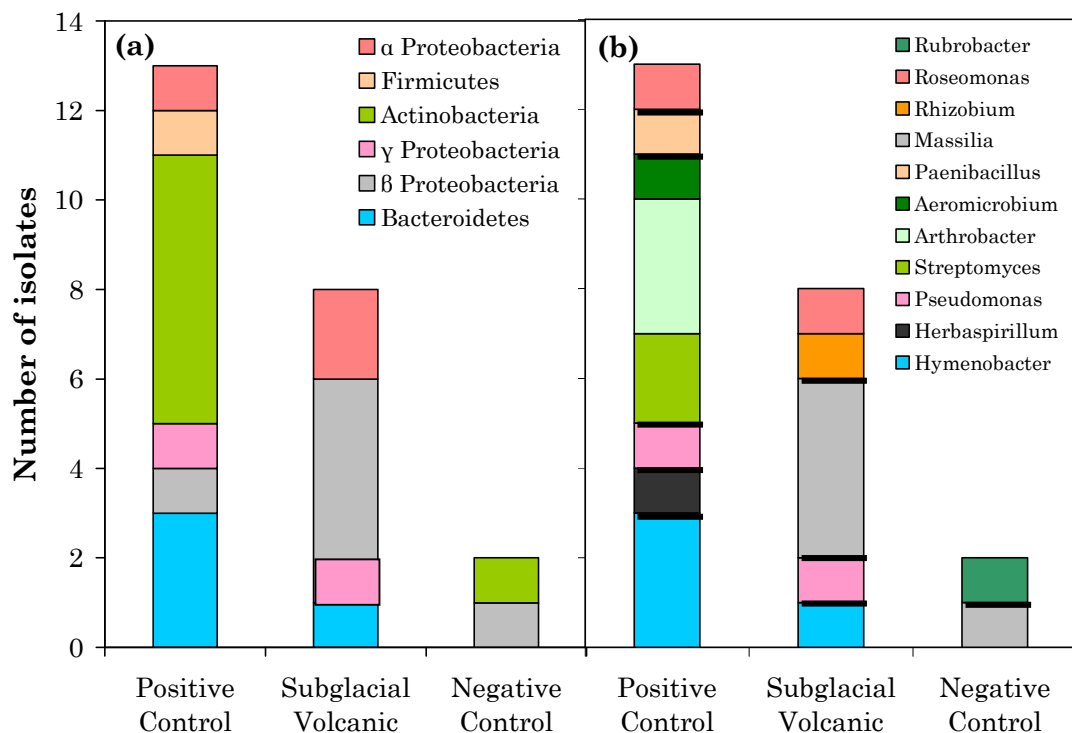 (a)
α Proteobacteria
Firmicutes
Actinobacteria
γ Proteobacteria
ϐ Proteobacteria
Bacteroidetes
(b)
Rubrobacter
Roseomonas
Rhizobium
Massilia
Paenibacillus
Aeromicrobium
Arthrobacter
Streptomyces
Pseudomonas
Herbaspirillum
Hymenobacter
Number of isolates
14
12
10
8
6
4
2
0
Positive Control
Subglacial Volcanic
Negative Control
Positive Control
Subglacial Volcanic
Negative Control